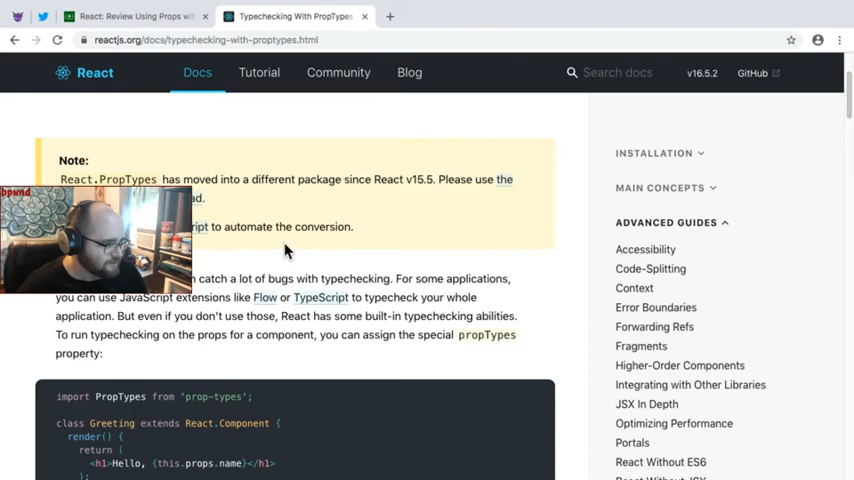 React: Review Using Props wit
Typechecking With PropTypes
reactjs.org/docs/typechecking-with-proptypes.html
React
Docs
Tutorial
Community
Blog
Search docs
v16.5.2
GitHub
Note:
React.PropTypes has moved into a different package since React v15.5. Please use the
ad.
ript to automate the conversion.
catch a lot of bugs with typechecking. For some applications,
you can use JavaScript extensions like Flow or TypeScript to typecheck your whole
application. But even if you don't use those, React has some built-in typechecking abilities.
To run typechecking on the props for a component, you can assign the special propTypes
property:
import PropTypes from 'prop-types';
class Greeting extends React.Component {
render() {
return (
<h1>Hello, {this.props.name}</h1>
);
INSTALLATION
MAIN CONCEPTS
ADVANCED GUIDES
Accessibility
Code-Splitting
Context
Error Boundaries
Forwarding Refs
Fragments
Higher-Order Components
Integrating with Other Libraries
JSX In Depth
Optimizing Performance
Portals
React Without ES6
React Without JSX